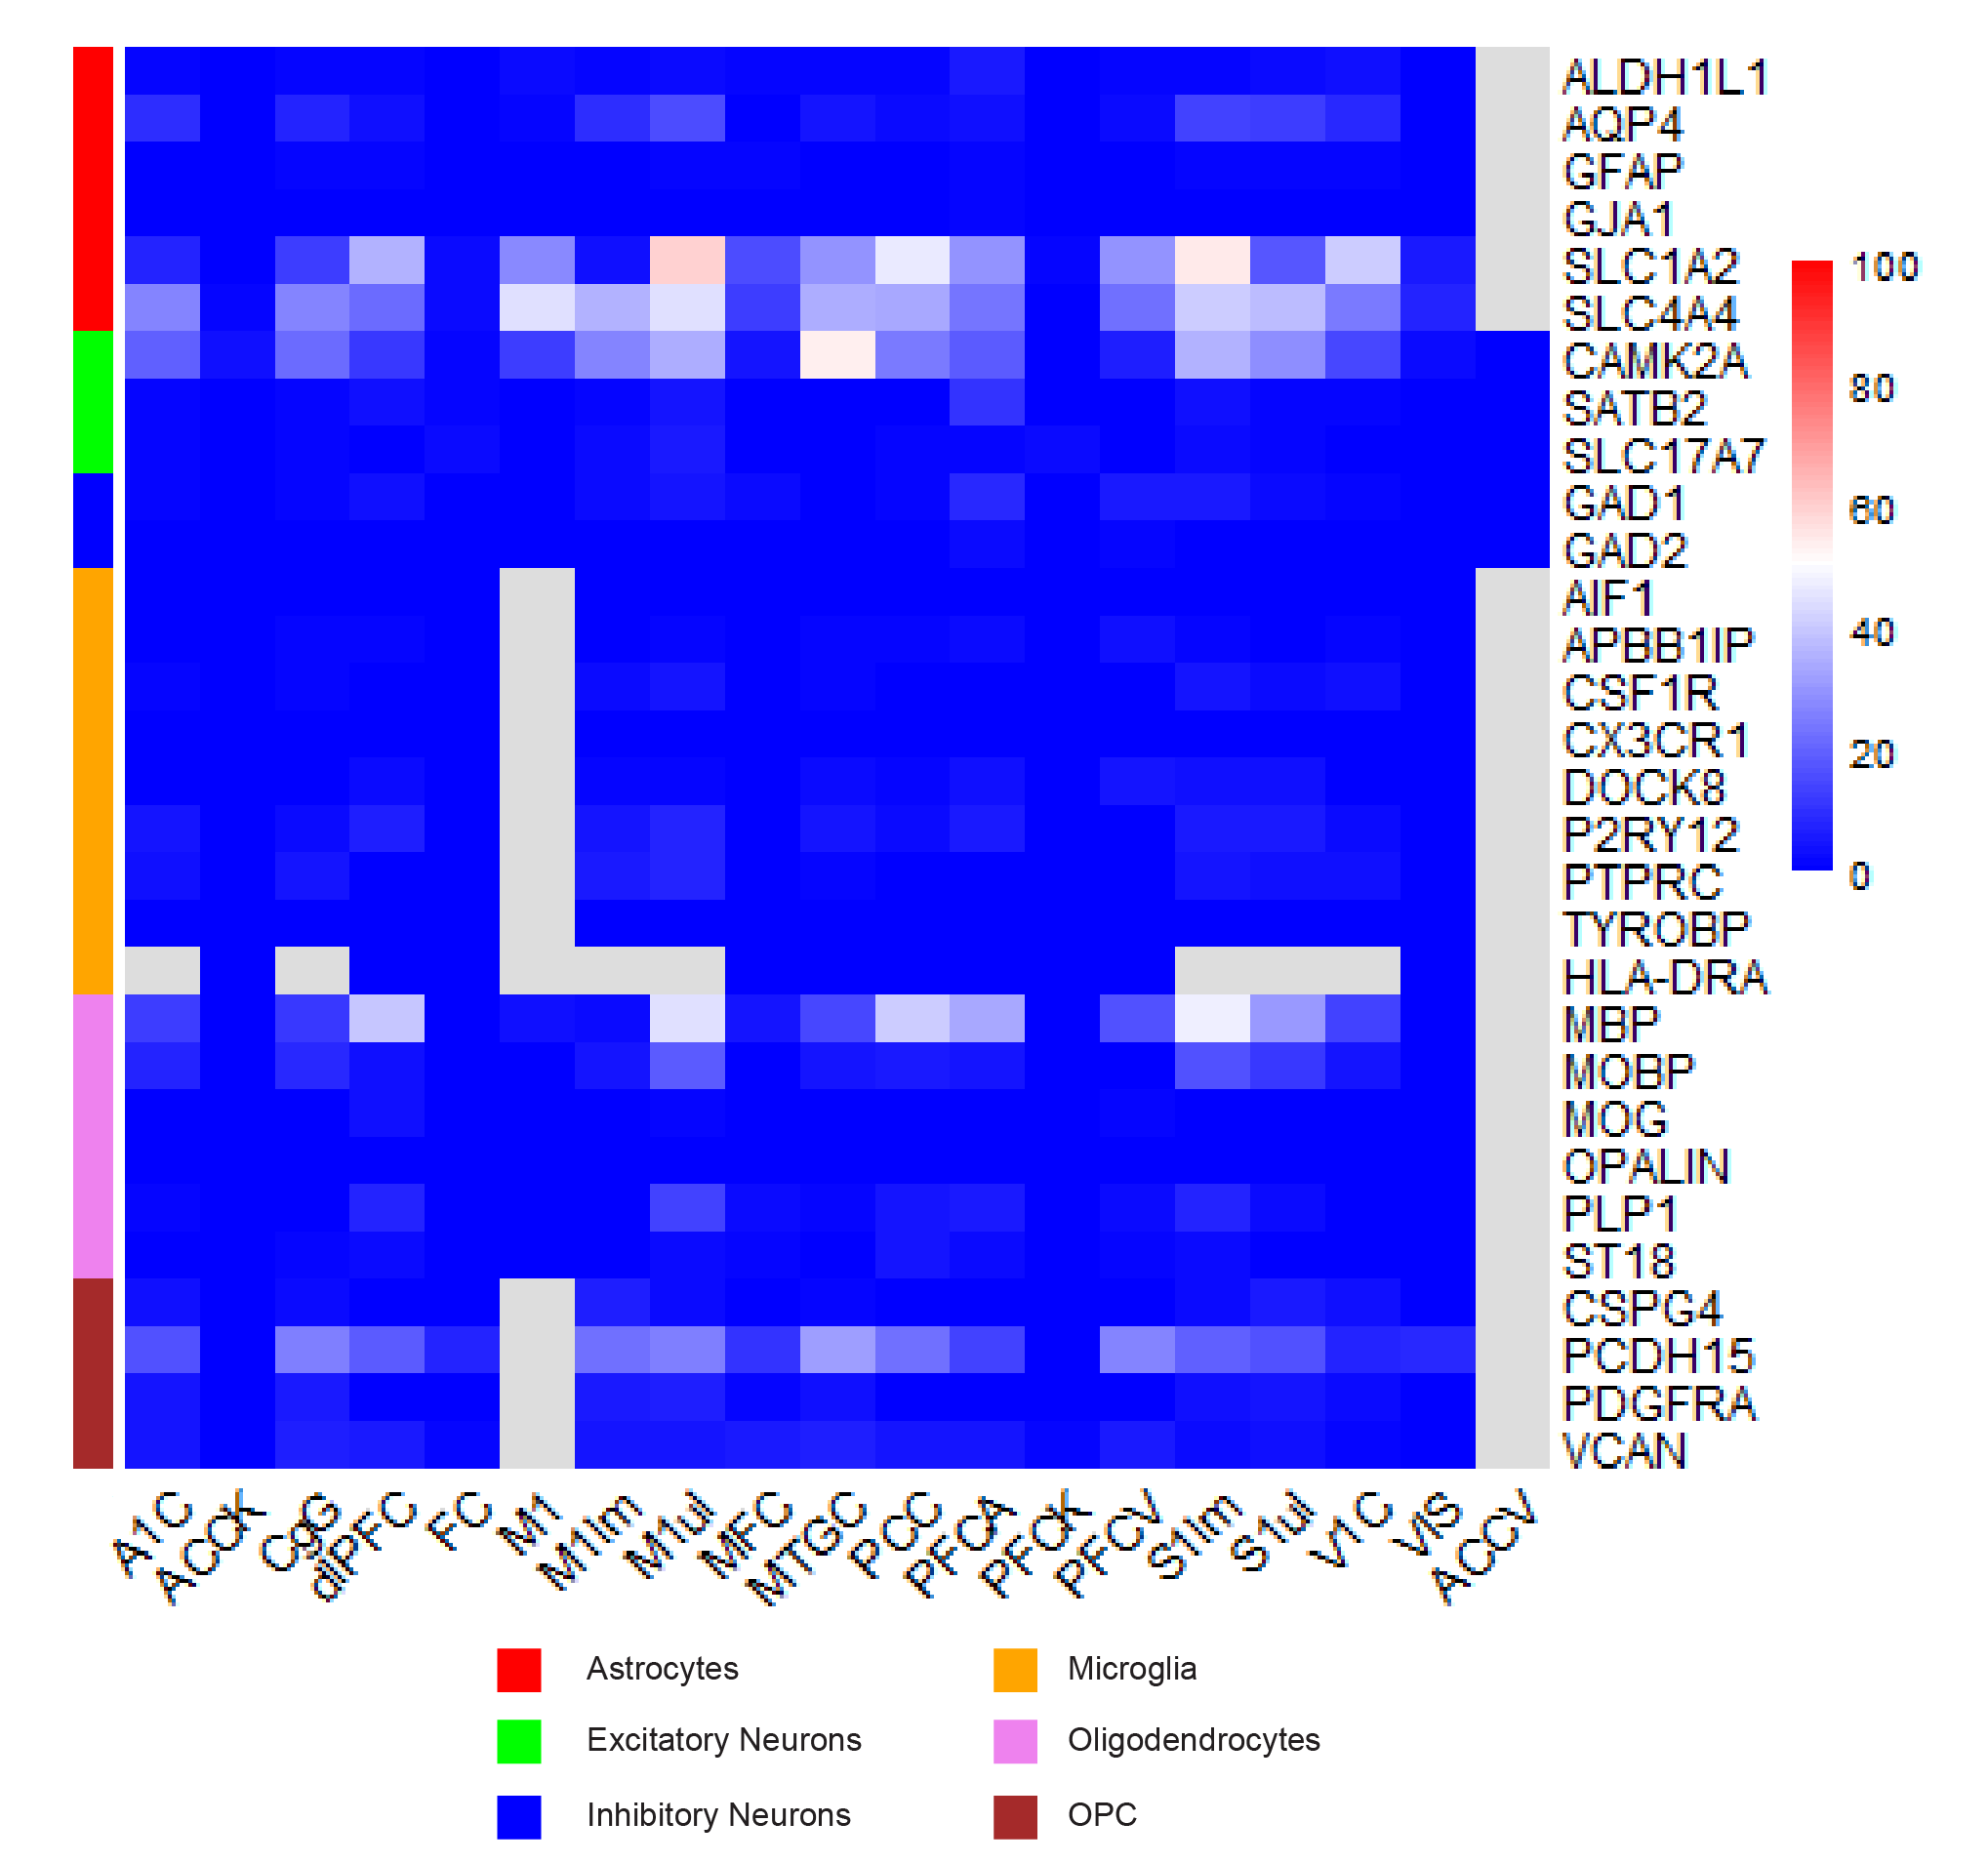 ALDH1L1
AQP4
GFAP
GJA1
SLC1A2
SLC4A4
CAMK2A
SATB2
SLC17A7
GAD1
GAD2
AIF1
APBB1IP
CSF1R
CX3CR1
DOCK8
P2RY12
PTPRC
TYROBP
HLA-DRA
MBP
MOBP
MOG
OPALIN
PLP1
ST18
CSPG4
PCDH15
PDGFRA
VCAN
100
80
60
40
20
0
A1C
ACCK
CgG
dlPFC
FC
M1
M1lm
M1ul
MFC
MTGC
PCC
PFCA
PFCK
PFCV
S1lm
S1ul
V1C
VIS
ACCV
Astrocytes
Excitatory Neurons
Inhibitory Neurons
Microglia
Oligodendrocytes
OPC